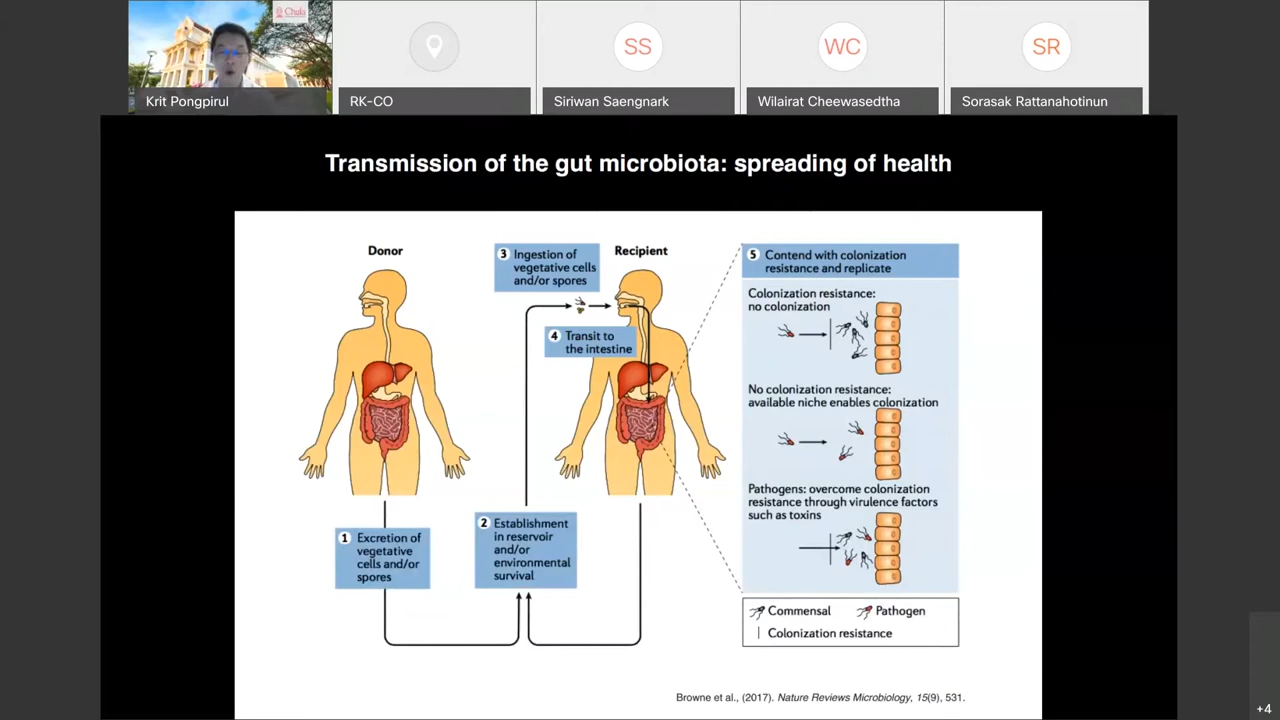 Chula
Krit Pongpirul
RK-CO
SS
Siriwan Saengnark
WC
Wilairat Cheewasedtha
SR
Sorasak Rattanahotinun
Transmission of the gut microbiota: spreading of health
Donor
3 Ingestion of
vegetative cells
and/or spores
Recipient
4 Transit to
the intestine
1 Excretion of
vegetative
cells and/or
spores
2 Establishment
in reservoir
and/or
environmental
survival
5 Contend with colonization
resistance and replicate
Colonization resistance:
no colonization
No colonization resistance:
available niche enables colonization
Pathogens: overcome colonization
resistance through virulence factors
such as toxins
Commensal Pathogen
Colonization resistance
Browne et al., (2017). Nature Reviews Microbiology, 15(9), 531.
+4